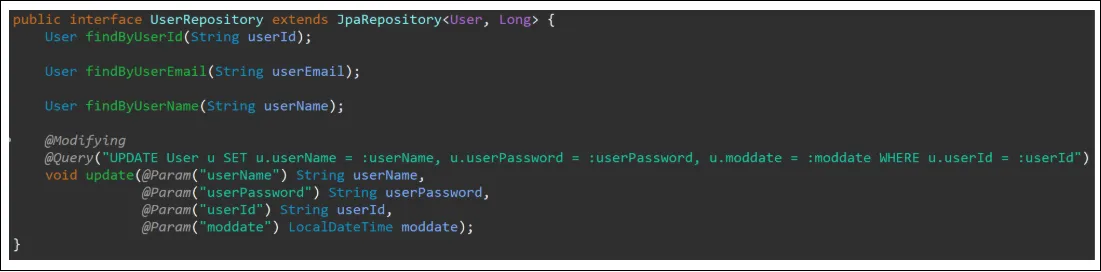 public interface UserRepository extends JpaRepository<User, Long> {
    User findByUserId(String userId);
    User findByUserEmail(String userEmail);
    User findByUserName(String userName);
    @Modifying
    @Query("UPDATE User u SET u.userName = :userName, u.userPassword = :userPassword, u.moddate = :moddate WHERE u.userId = :userId")
    void update(@Param("userName") String userName,
                @Param("userPassword") String userPassword,
                @Param("userId") String userId,
                @Param("moddate") LocalDateTime moddate);
}